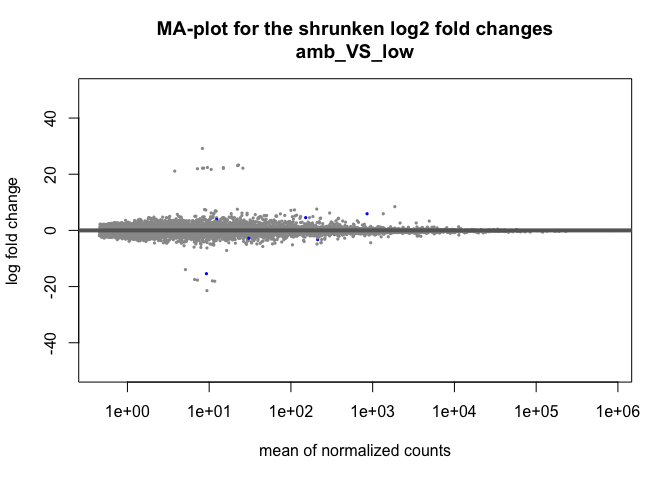 MA-plot for the shrunken log2 fold changes
amb_VS_low
log fold change
40
20
0
-20
-40
1e+00 1e+01 1e+02 1e+03 1e+04 1e+05 1e+06
mean of normalized counts